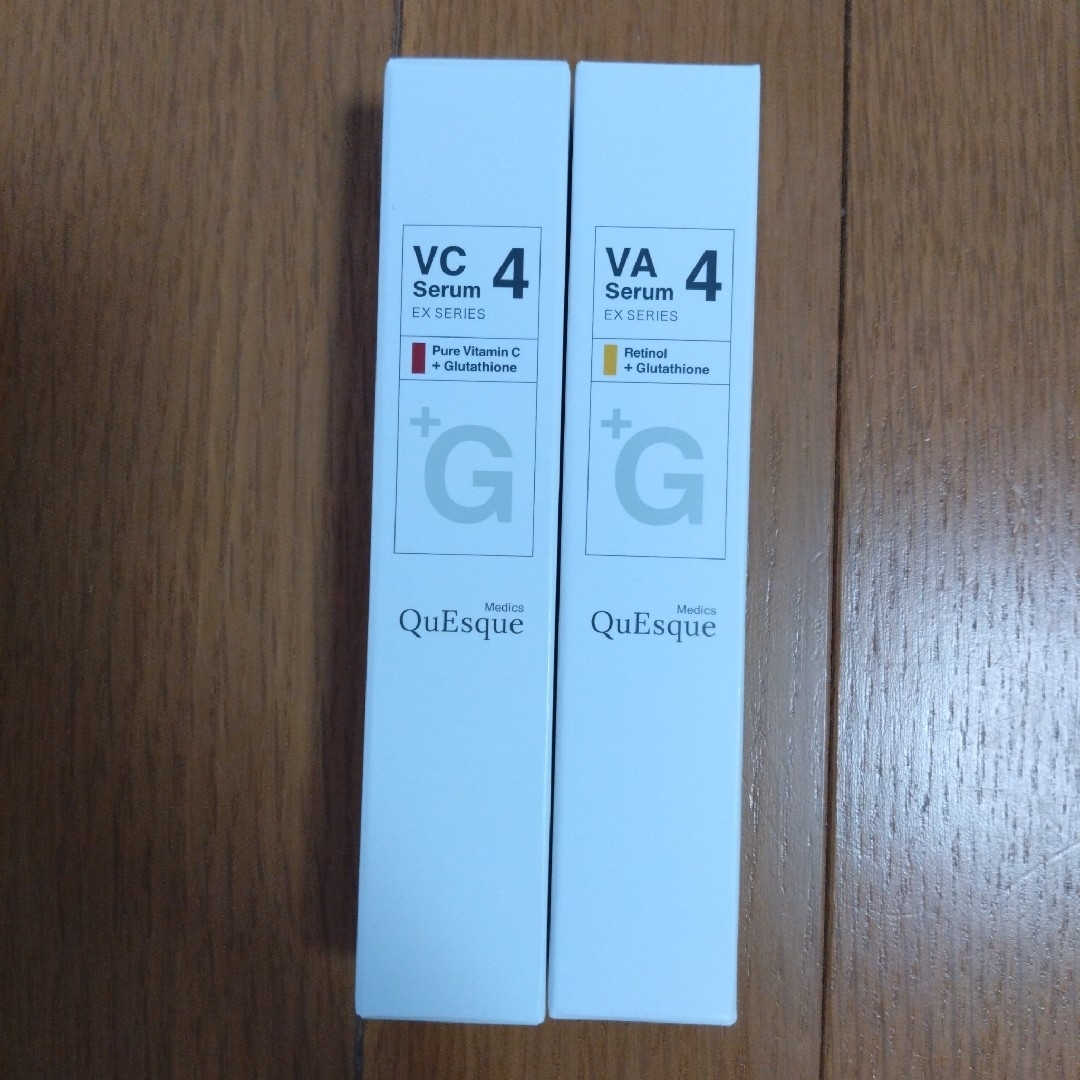 VC
Serum 4
EX SERIES
Pure Vitamin C
+ Glutathione
+G
Medics
QuEsque
VA
Serum 4
EX SERIES
Retinol
+ Glutathione
+G
Medics
QuEsque